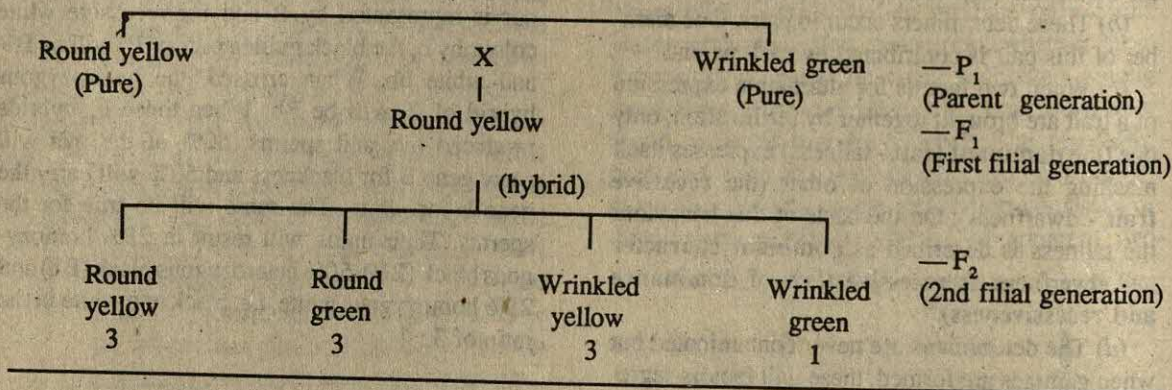 Round yellow X Wrinkled green — P₁
(Pure) (Pure) (Parent generation)
Round yellow — F₁
(First filial generation)
(hybrid)
Round Round Wrinkled Wrinkled — F₂
yellow green yellow green (2nd filial generation)
3 3 3 1